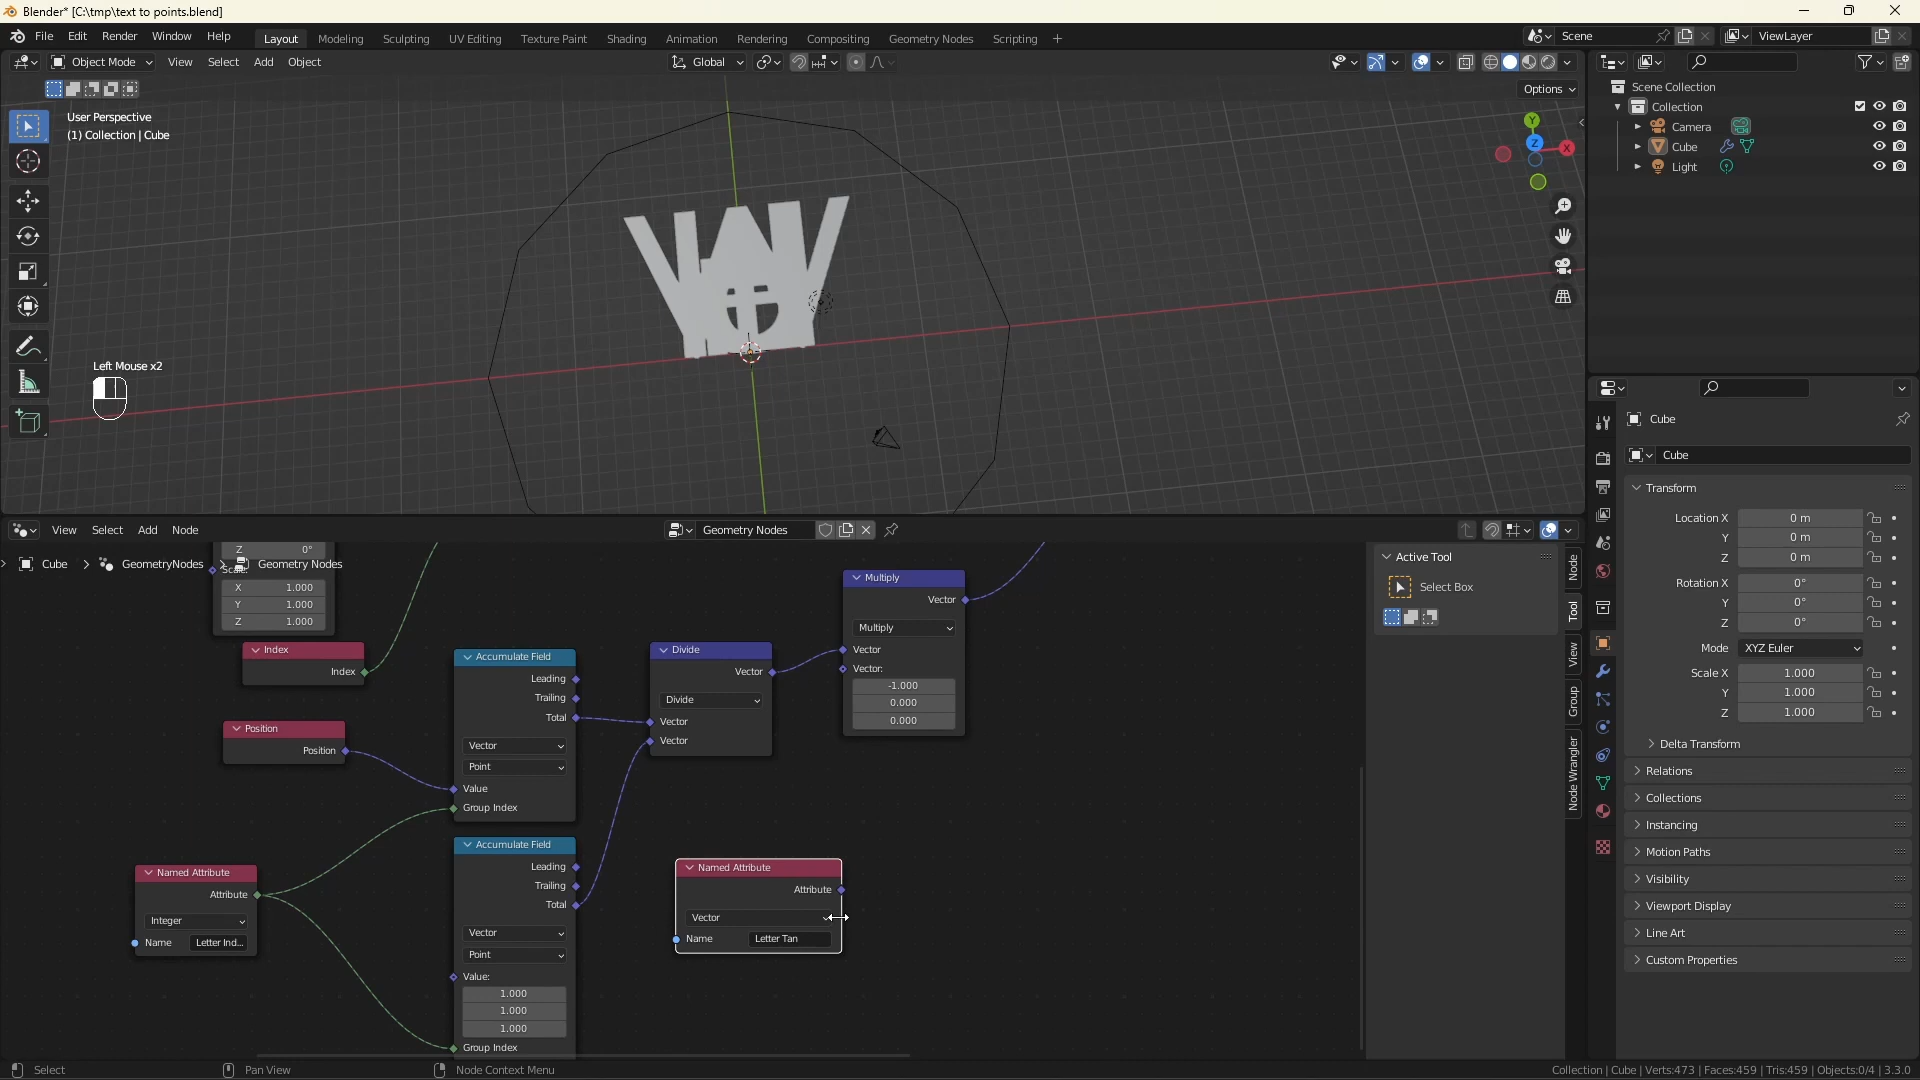 Blender* [C:\tmp\text to points.blend]
File Edit Render Window Help Layout Modeling Sculpting UV Editing Texture Paint Shading Animation Rendering Compositing Geometry Nodes Scripting + Scene ViewLayer
Object Mode View Select Add Object Global
Options
User Perspective
(1) Collection | Cube
Y
Z
X
Left Mouse x2
Scene Collection
Collection
Camera
Cube
Light
Cube
Cube
Transform
Location X 0 m
Y 0 m
Z 0 m
Rotation X 0°
Y 0°
Z 0°
Mode XYZ Euler
Scale X 1.000
Y 1.000
Z 1.000
Delta Transform
Relations
Collections
Instancing
Motion Paths
Visibility
Viewport Display
Line Art
Custom Properties
View Select Add Node Geometry Nodes
Cube GeometryNodes Geometry Nodes
Z 0°
Scale:
X 1.000
Y 1.000
Z 1.000
Index
Index
Position
Position
Named Attribute
Attribute
Integer
Name Letter Ind...
Accumulate Field
Leading
Trailing
Total
Vector
Point
Value
Group Index
Accumulate Field
Leading
Trailing
Total
Vector
Point
Value:
1.000
1.000
1.000
Group Index
Divide
Vector
Divide
Vector
Vector
Multiply
Vector
Multiply
Vector
Vector:
-1.000
0.000
0.000
Named Attribute
Attribute
Vector
Name Letter Tan
Active Tool
Select Box
Node
Tool
View
Group
Node Wrangler
Select Pan View Node Context Menu Collection | Cube | Verts:473 | Faces:459 | Tris:459 | Objects:0/4 | 3.3.0